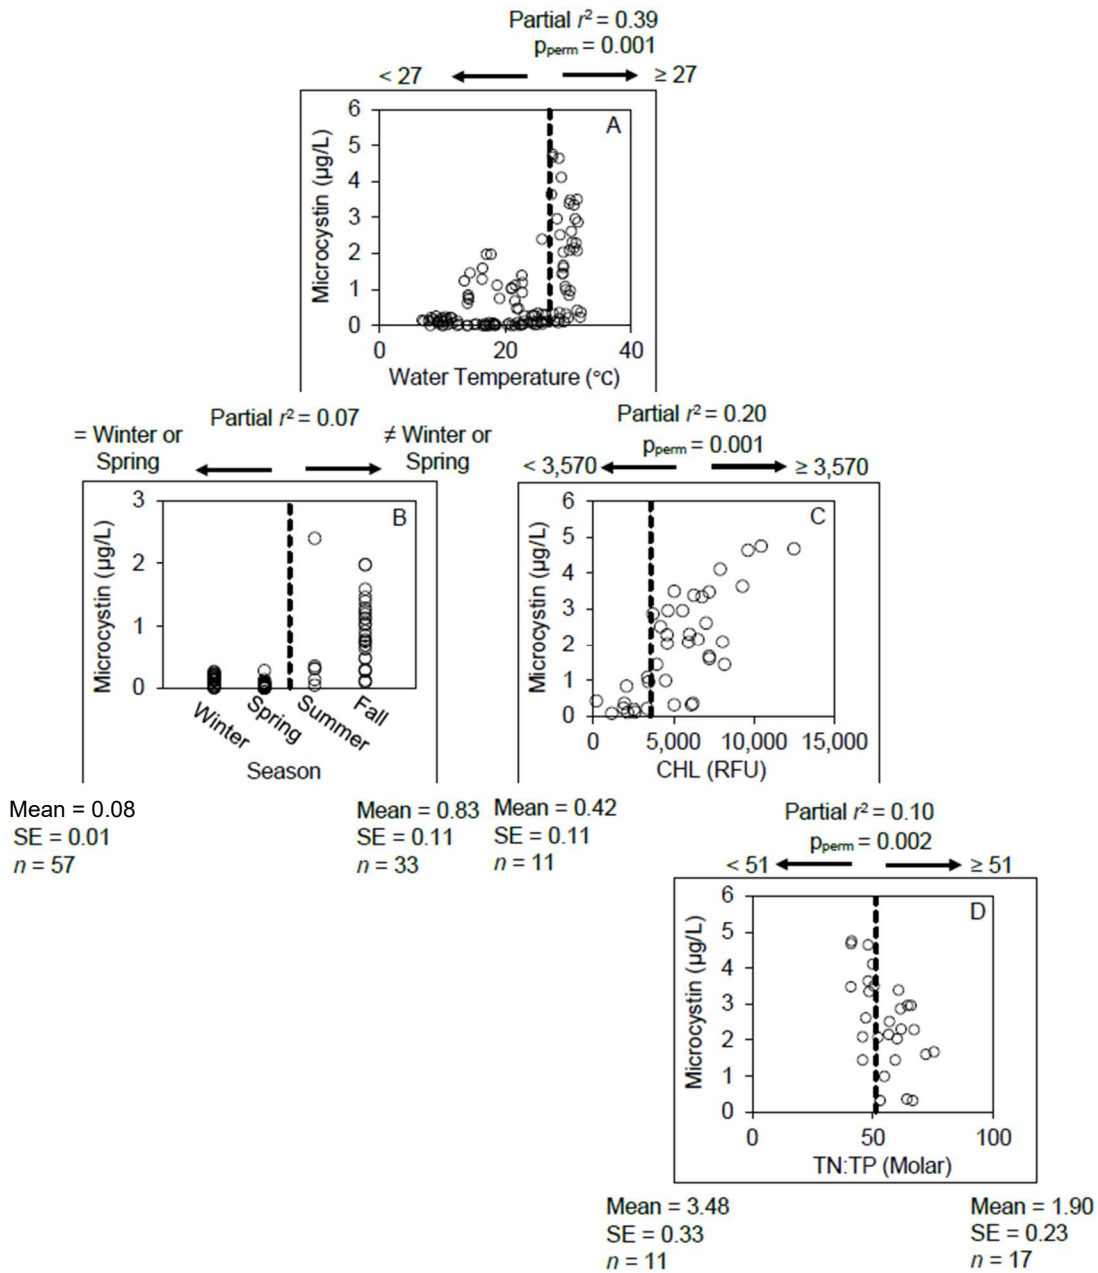 Partial r² = 0.39
pperm = 0.001
< 27 ≥ 27
A
Microcystin (µg/L)
6
5
4
3
2
1
0
0 20 40
Water Temperature (°C)
Partial r² = 0.07
= Winter or Spring
≠ Winter or Spring
B
Microcystin (µg/L)
3
2
1
0
Winter Spring Summer Fall
Season
Mean = 0.08
SE = 0.01
n = 57
Mean = 0.83
SE = 0.11
n = 33
Partial r² = 0.20
pperm = 0.001
< 3,570 ≥ 3,570
C
Microcystin (µg/L)
6
5
4
3
2
1
0
0 5,000 10,000 15,000
CHL (RFU)
Mean = 0.42
SE = 0.11
n = 11
Partial r² = 0.10
pperm = 0.002
< 51 ≥ 51
D
Microcystin (µg/L)
6
5
4
3
2
1
0
0 50 100
TN:TP (Molar)
Mean = 3.48
SE = 0.33
n = 11
Mean = 1.90
SE = 0.23
n = 17